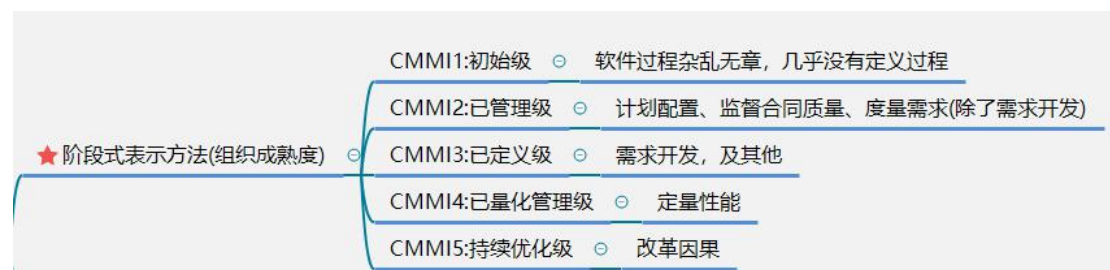 CMMI1:初始级 软件过程杂乱无章，几乎没有定义过程
CMMI2:已管理级 计划配置、监督合同质量、度量需求(除了需求开发)
阶段式表示方法(组织成熟度) CMMI3:已定义级 需求开发，及其他
CMMI4:已量化管理级 定量性能
CMMI5:持续优化级 改革因果